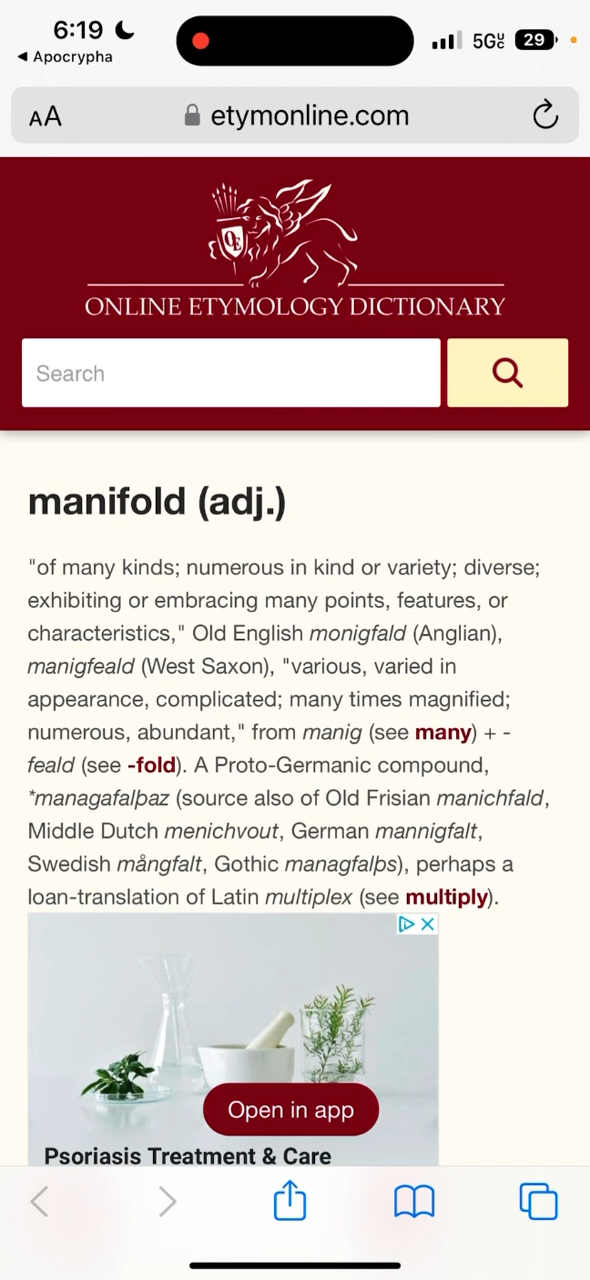 6:19
5G UC 29
◀ Apocrypha
AA etymonline.com
OE
ONLINE ETYMOLOGY DICTIONARY
Search
manifold (adj.)
"of many kinds; numerous in kind or variety; diverse;
exhibiting or embracing many points, features, or
characteristics," Old English monigfald (Anglian),
manigfeald (West Saxon), "various, varied in
appearance, complicated; many times magnified;
numerous, abundant," from manig (see many) + -
feald (see -fold). A Proto-Germanic compound,
*managafalþaz (source also of Old Frisian manichfald,
Middle Dutch menichvout, German mannigfalt,
Swedish mångfalt, Gothic managfalþs), perhaps a
loan-translation of Latin multiplex (see multiply).
Open in app
Psoriasis Treatment & Care